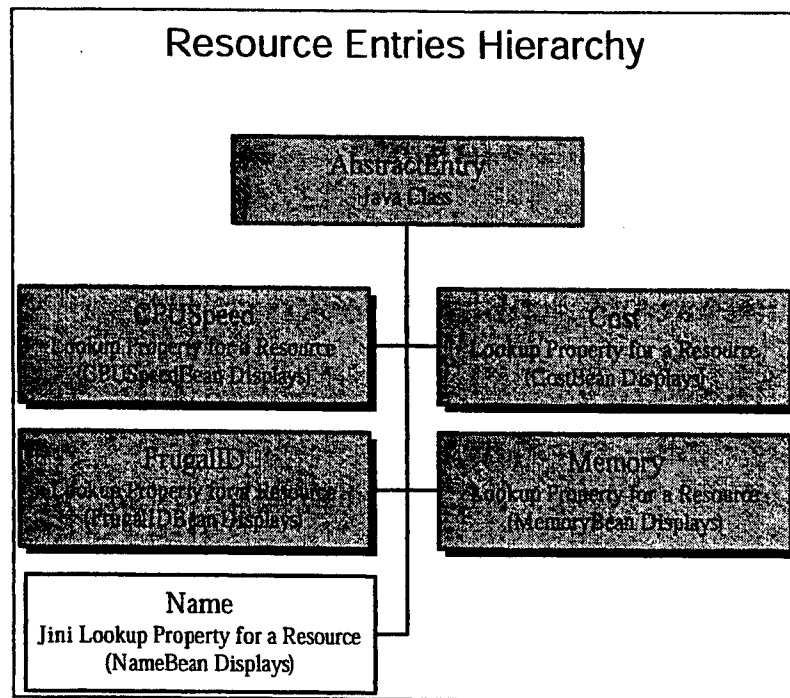 Resource Entries Hierarchy
AbstractEntry
Java Class
CPUSpeed
Lookup Property for a Resource
(CPUSpeedBean Displays)
Cost
Lookup Property for a Resource
(CostBean Displays)
FrugalID
Lookup Property for a Resource
(FrugalIDBean Displays)
Memory
Lookup Property for a Resource
(MemoryBean Displays)
Name
Jini Lookup Property for a Resource
(NameBean Displays)